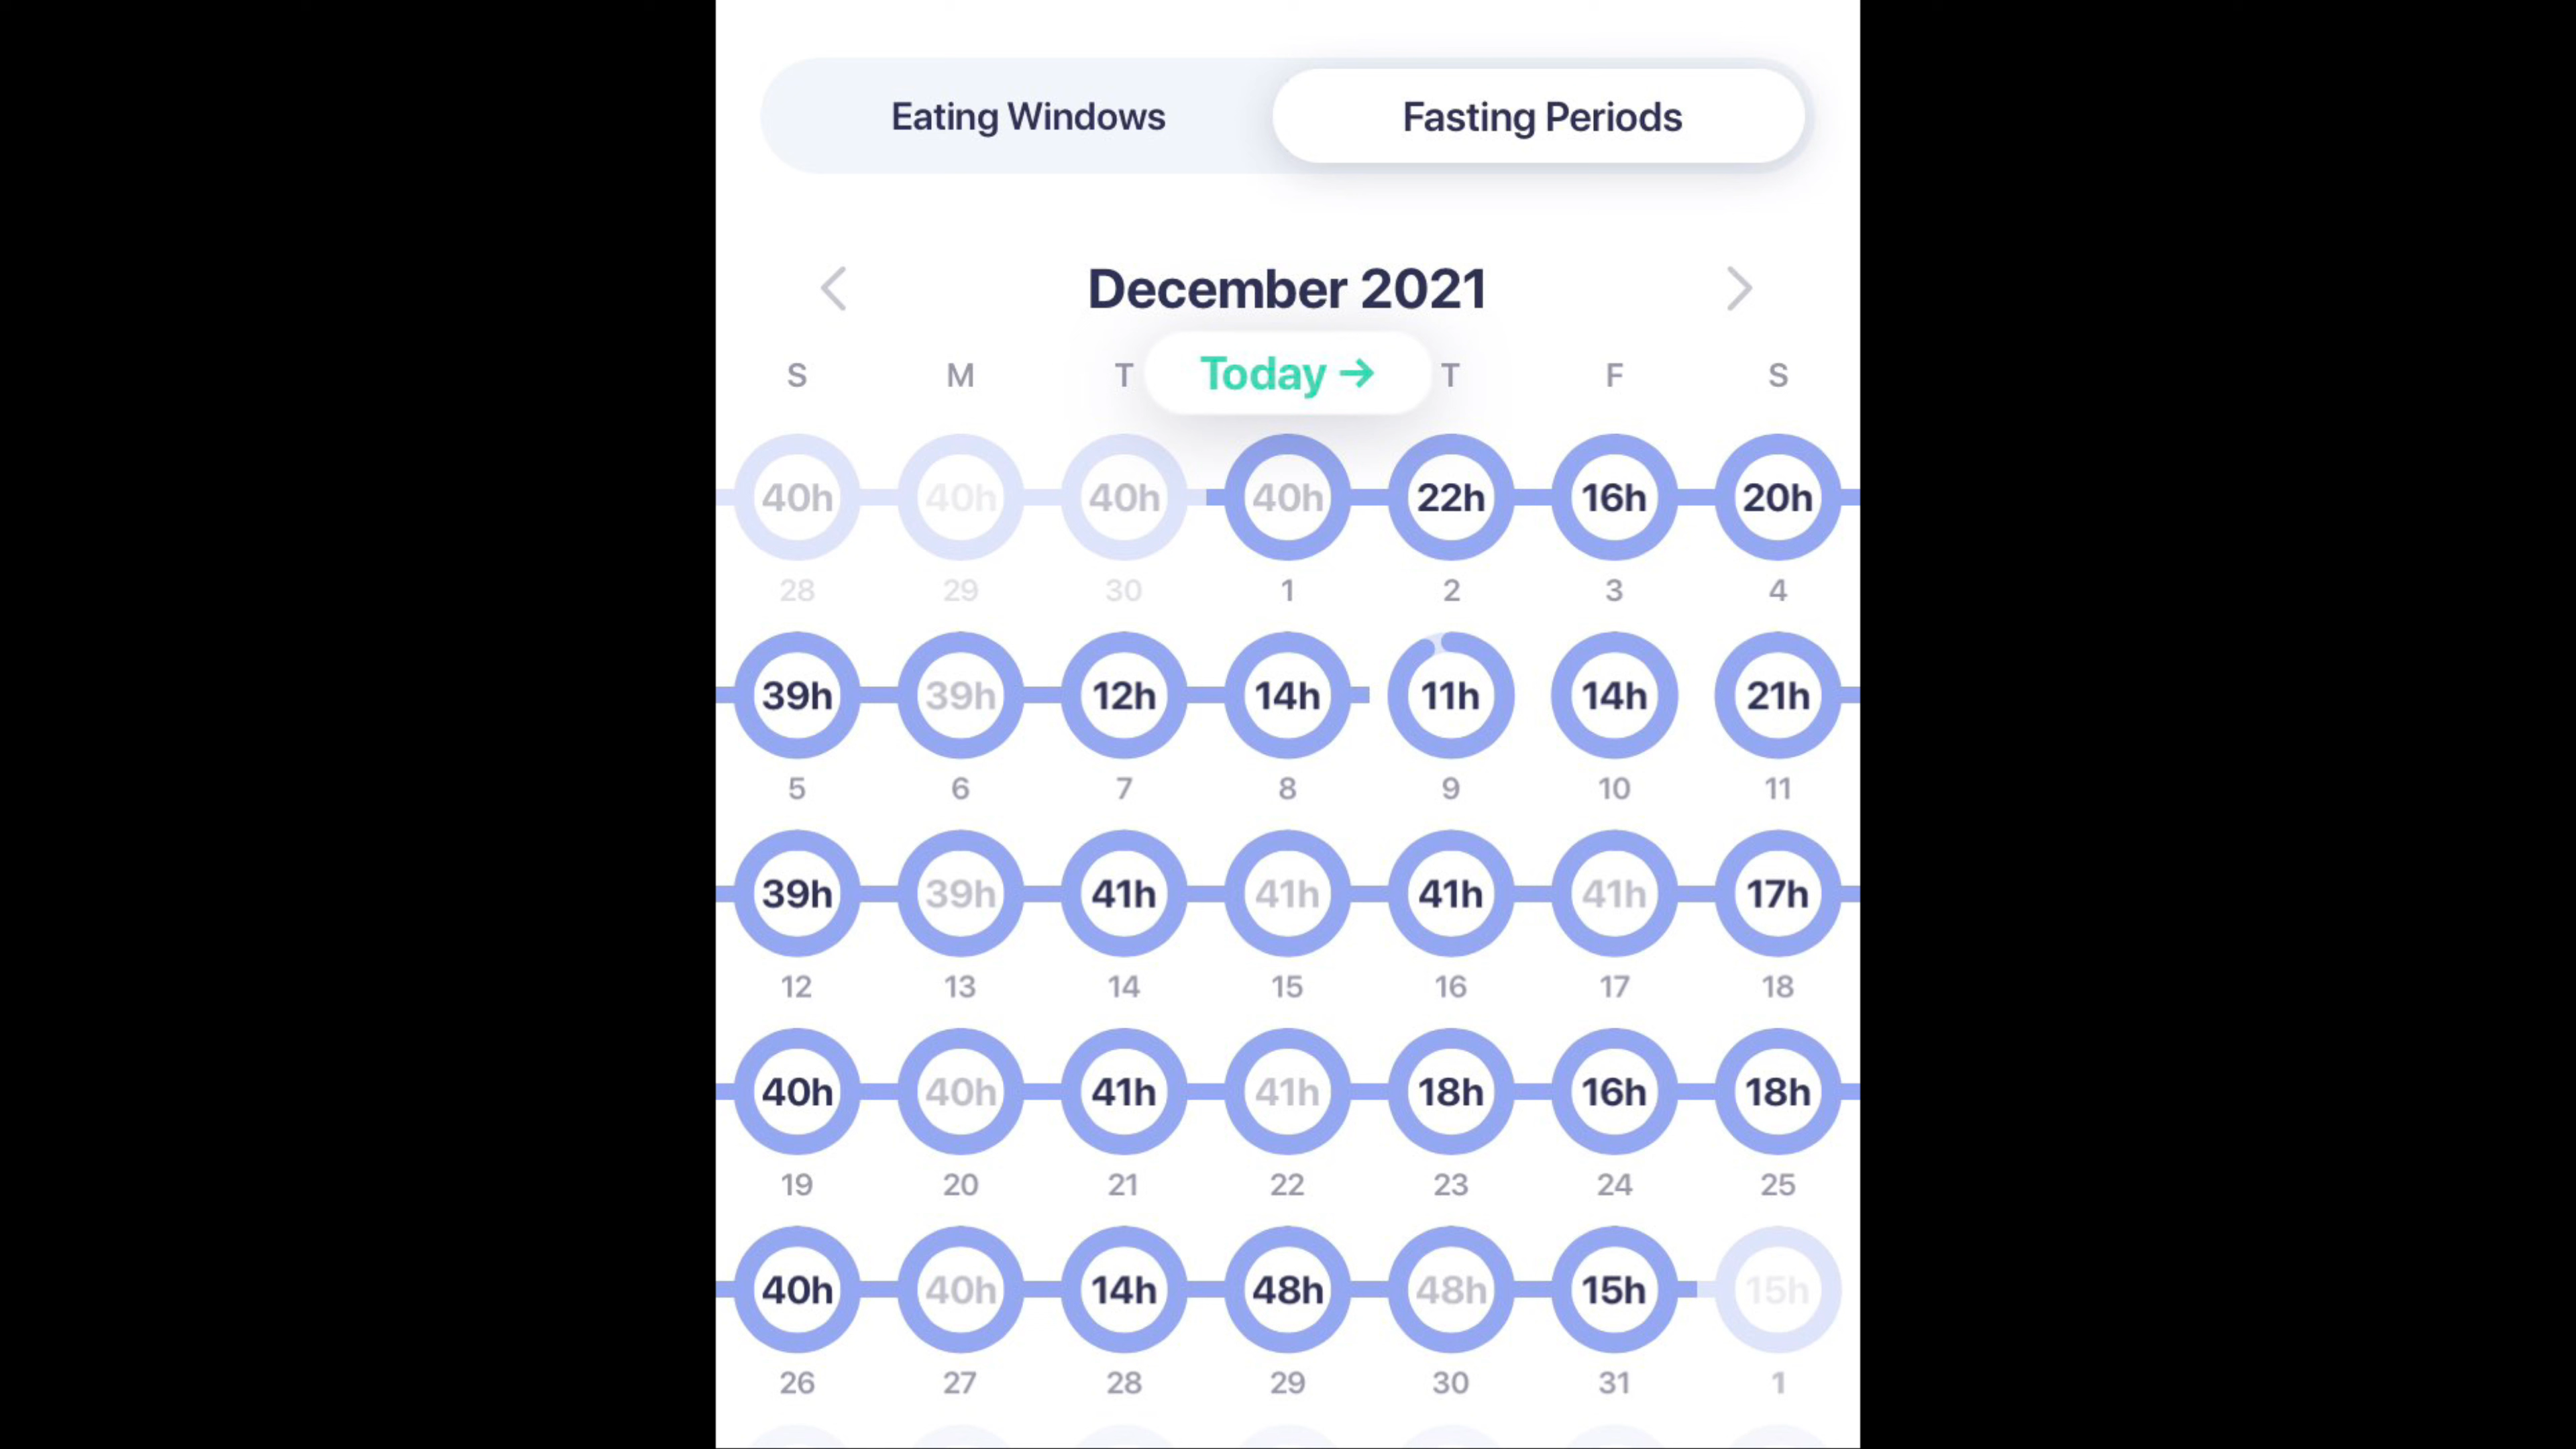 Eating Windows Fasting Periods
December 2021
S M T Today → T F S
40h 40h 40h 40h 22h 16h 20h
28 29 30 1 2 3 4
39h 39h 12h 14h 11h 14h 21h
5 6 7 8 9 10 11
39h 39h 41h 41h 41h 41h 17h
12 13 14 15 16 17 18
40h 40h 41h 41h 18h 16h 18h
19 20 21 22 23 24 25
40h 40h 14h 48h 48h 15h 15h
26 27 28 29 30 31 1